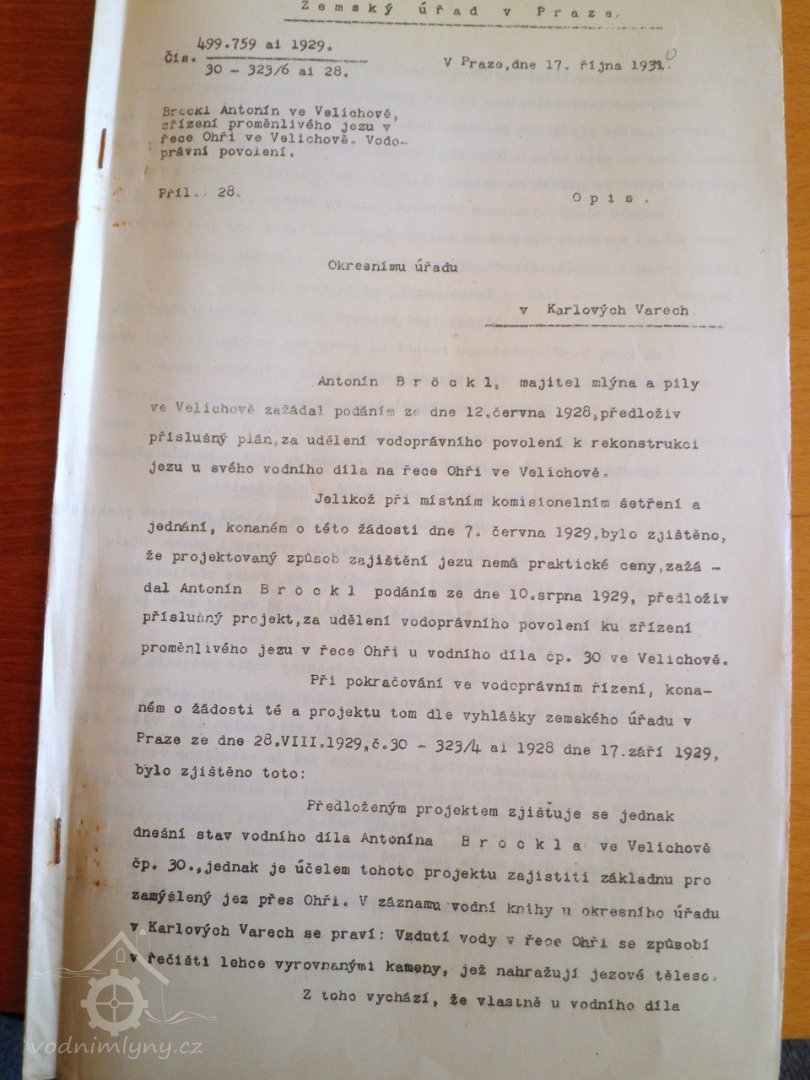 Zemský úřad v Praze.
499.759 ai 1929.
Čís.
30 - 323/6 ai 28.
V Praze, dne 17. října 1930
Bröckl Antonín ve Velichově,
zřízení proměnlivého jezu v
řece Ohři ve Velichově. Vodo-
právní povolení.
Příl.: 28.
Opis.
Okresnímu úřadu
v Karlových Varech
Antonín Bröckl, majitel mlýna a pily
ve Velichově zažádal podáním ze dne 12.června 1928,předloživ
příslušný plán,za udělení vodoprávního povolení k rekonstrukci
jezu u svého vodního díla na řece Ohři ve Velichově.
Jelikož při místním komisionelním šetření a
jednání, konaném o této žádosti dne 7. června 1929,bylo zjištěno,
že projektovaný způsob zajištění jezu nemá praktické ceny,zažá -
dal Antonín Bröckl podáním ze dne 10.srpna 1929, předloživ
příslušný projekt,za udělení vodoprávního povolení ku zřízení
proměnlivého jezu v řece Ohři u vodního díla čp. 30 ve Velichově.
Při pokračování ve vodoprávním řízení, kona-
ném o žádosti té a projektu tom dle vyhlášky zemského úřadu v
Praze ze dne 28.VIII.1929,č.30 - 323/4 ai 1928 dne 17.září 1929,
bylo zjištěno toto:
Předloženým projektem zjišťuje se jednak
dnešní stav vodního díla Antonína Bröckla ve Velichově
čp. 30.,jednak je účelem tohoto projektu zajistiti základnu pro
zamýšlený jez přes Ohři. V záznamu vodní knihy u okresního úřadu
v Karlových Varech se praví: Vzdutí vody v řece Ohři se způsobí
v řečišti lehce vyrovnanými kameny, jež nahražují jezové těleso.
Z toho vychází, že vlastně u vodního díla
vodnimlyny.cz